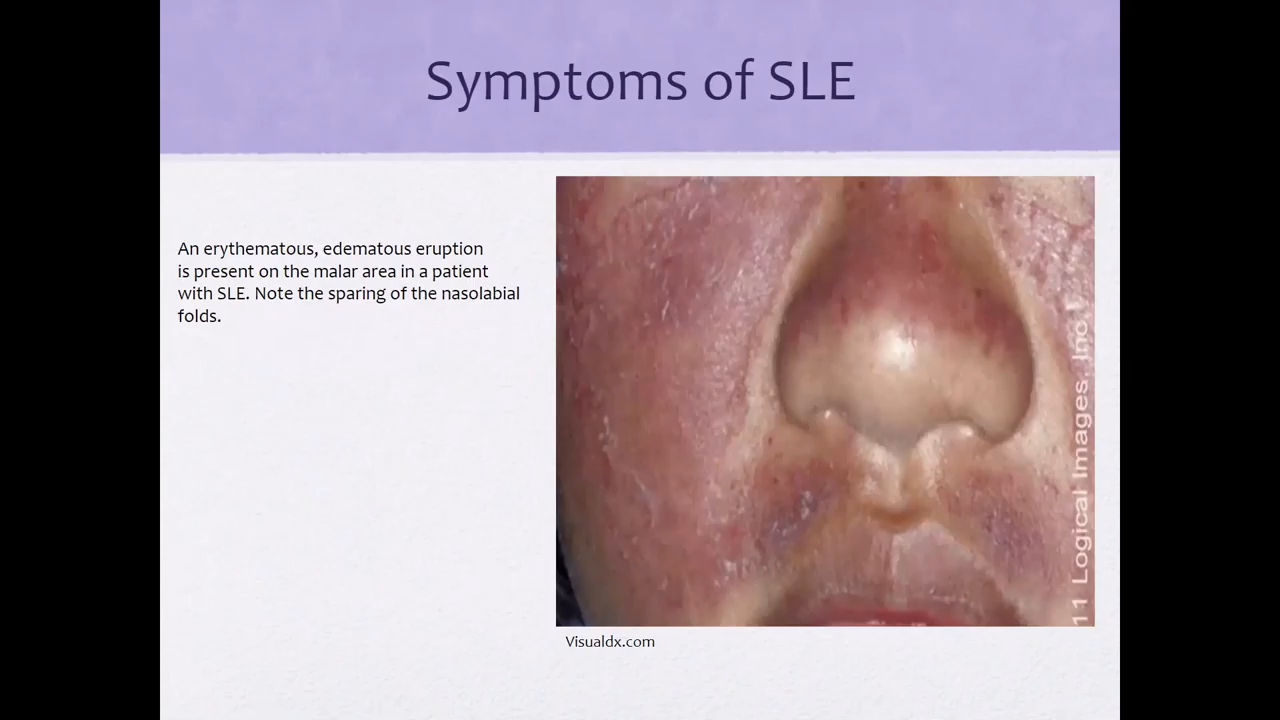 Symptoms of SLE
An erythematous, edematous eruption
is present on the malar area in a patient
with SLE. Note the sparing of the nasolabial
folds.
11 Logical Images, Inc.
Visualdx.com